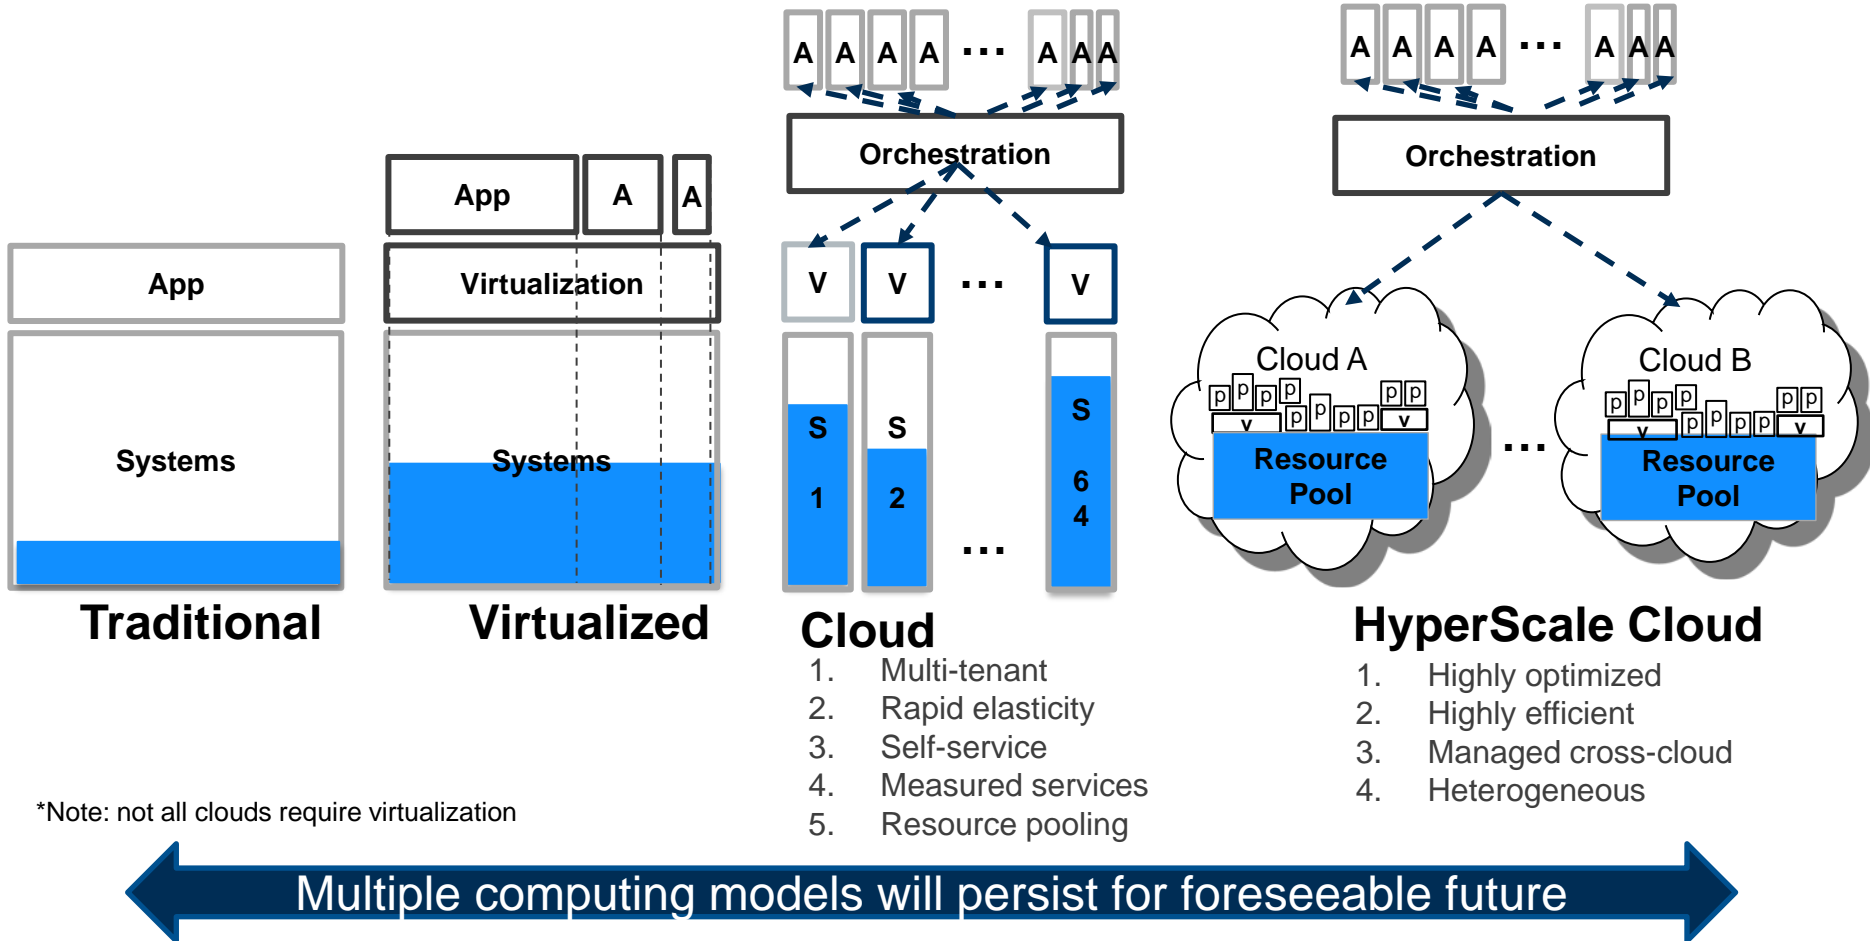 A A A A ... A A A
Orchestration
A A A A ... A A A
Orchestration
App A A
App
Virtualization
V V ... V
Systems
Systems
S
1
S
2
...
S
6
4
Cloud A
p p p p p p p p p p
v v
Resource
Pool
...
Cloud B
p p p p p p p p p p
v v
Resource
Pool
Traditional
Virtualized
Cloud
1. Multi-tenant
2. Rapid elasticity
3. Self-service
4. Measured services
5. Resource pooling
HyperScale Cloud
1. Highly optimized
2. Highly efficient
3. Managed cross-cloud
4. Heterogeneous
*Note: not all clouds require virtualization
Multiple computing models will persist for foreseeable future